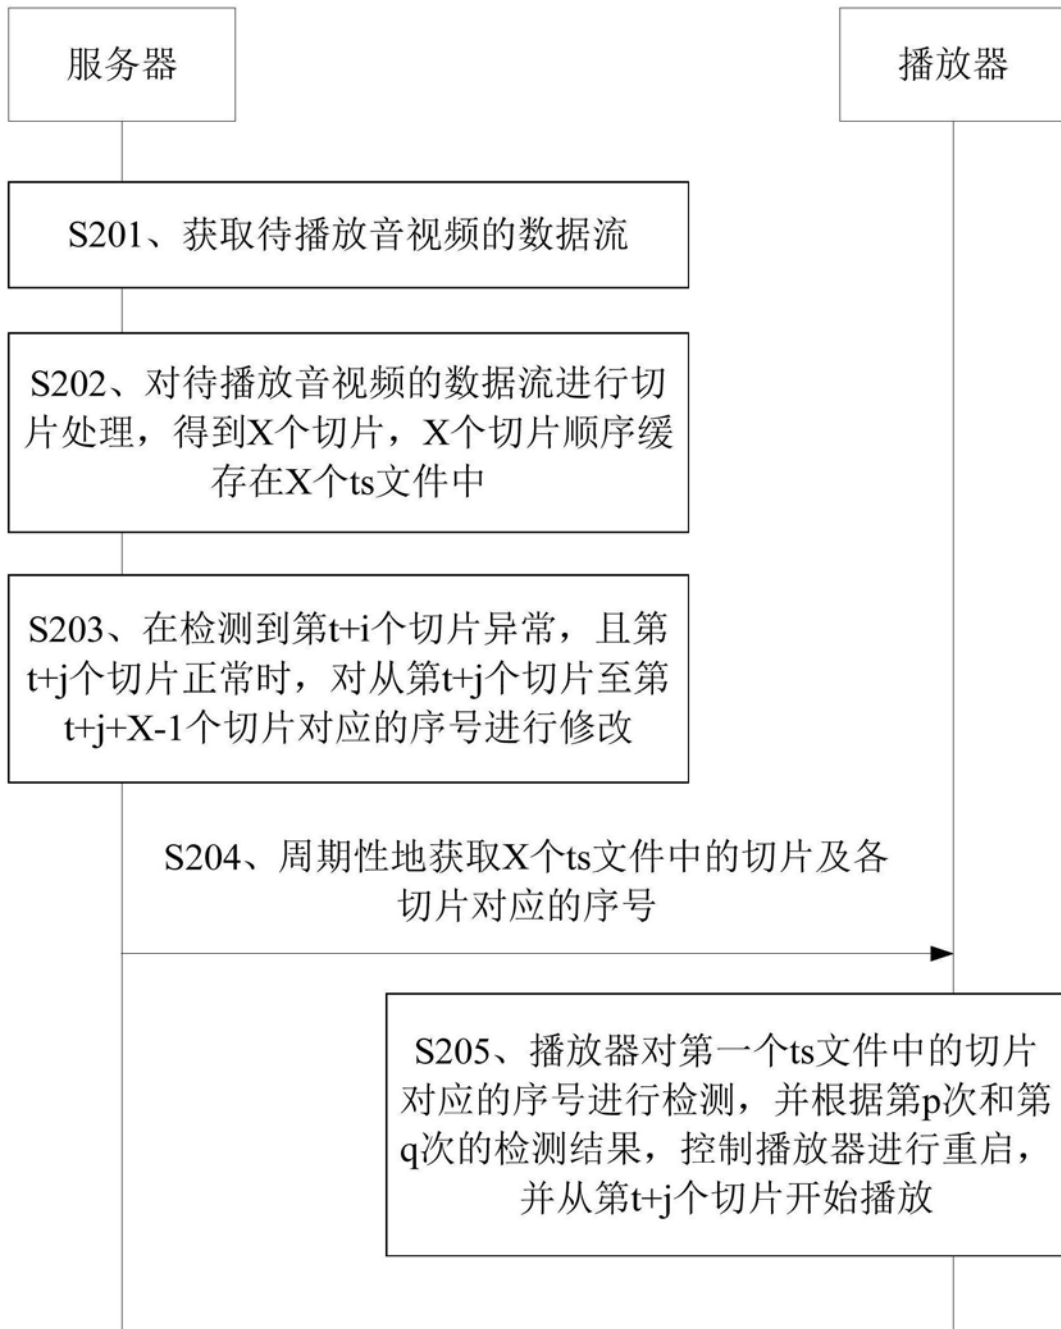 服务器
播放器
S201、获取待播放音视频的数据流
S202、对待播放音视频的数据流进行切
片处理，得到X个切片，X个切片顺序缓
存在X个ts文件中
S203、在检测到第t+i个切片异常，且第
t+j个切片正常时，对从第t+j个切片至第
t+j+X-1个切片对应的序号进行修改
S204、周期性地获取X个ts文件中的切片及各
切片对应的序号
S205、播放器对第一个ts文件中的切片
对应的序号进行检测，并根据第p次和第
q次的检测结果，控制播放器进行重启，
并从第t+j个切片开始播放